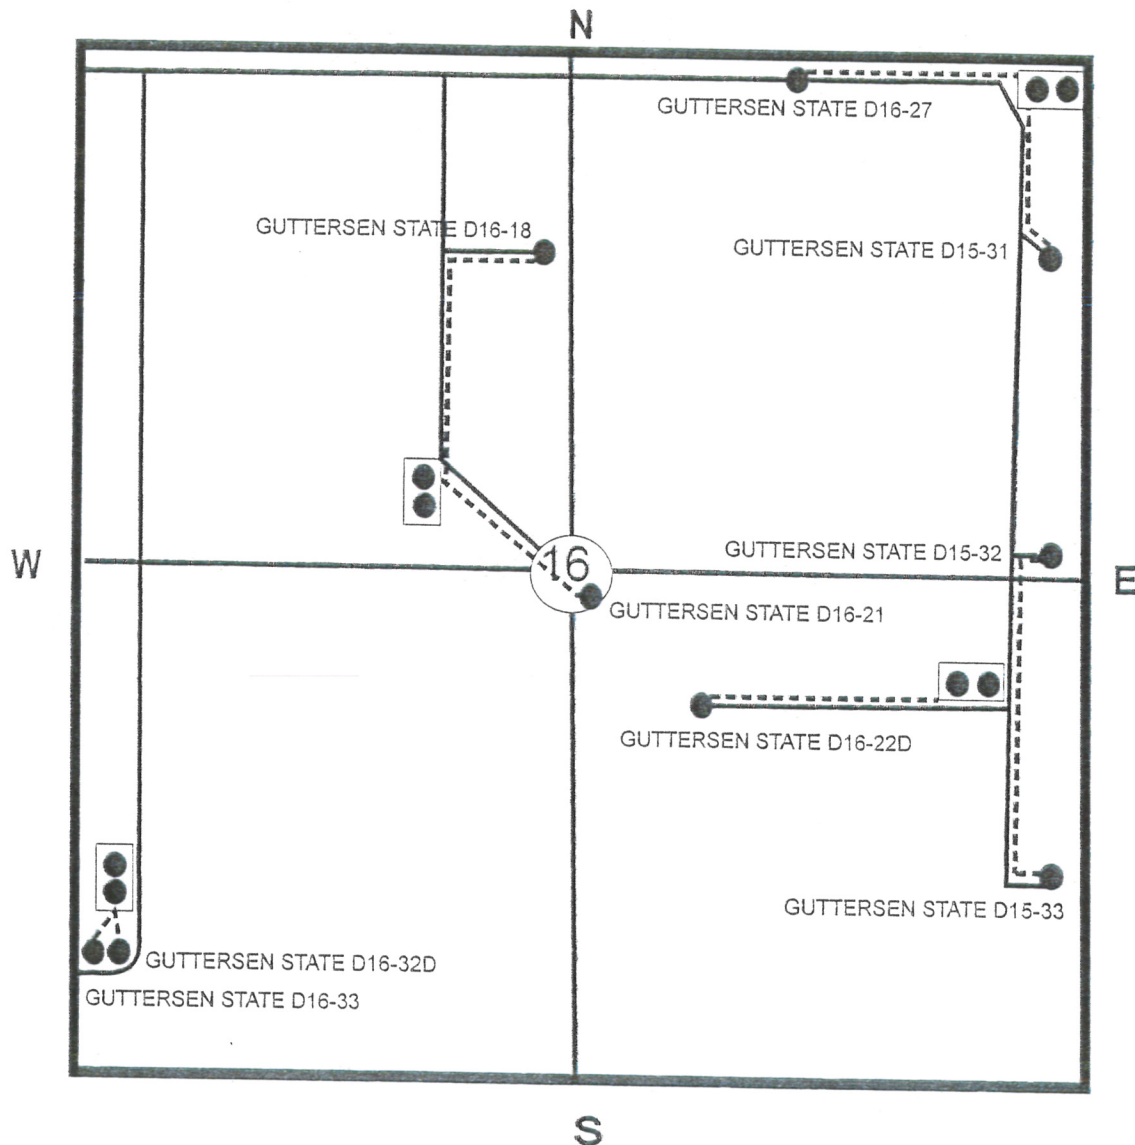 N
GUTTERSEN STATE D16-27
GUTTERSEN STATE D16-18
GUTTERSEN STATE D15-31
W
16
GUTTERSEN STATE D15-32
E
GUTTERSEN STATE D16-21
GUTTERSEN STATE D16-22D
GUTTERSEN STATE D15-33
GUTTERSEN STATE D16-32D
GUTTERSEN STATE D16-33
S